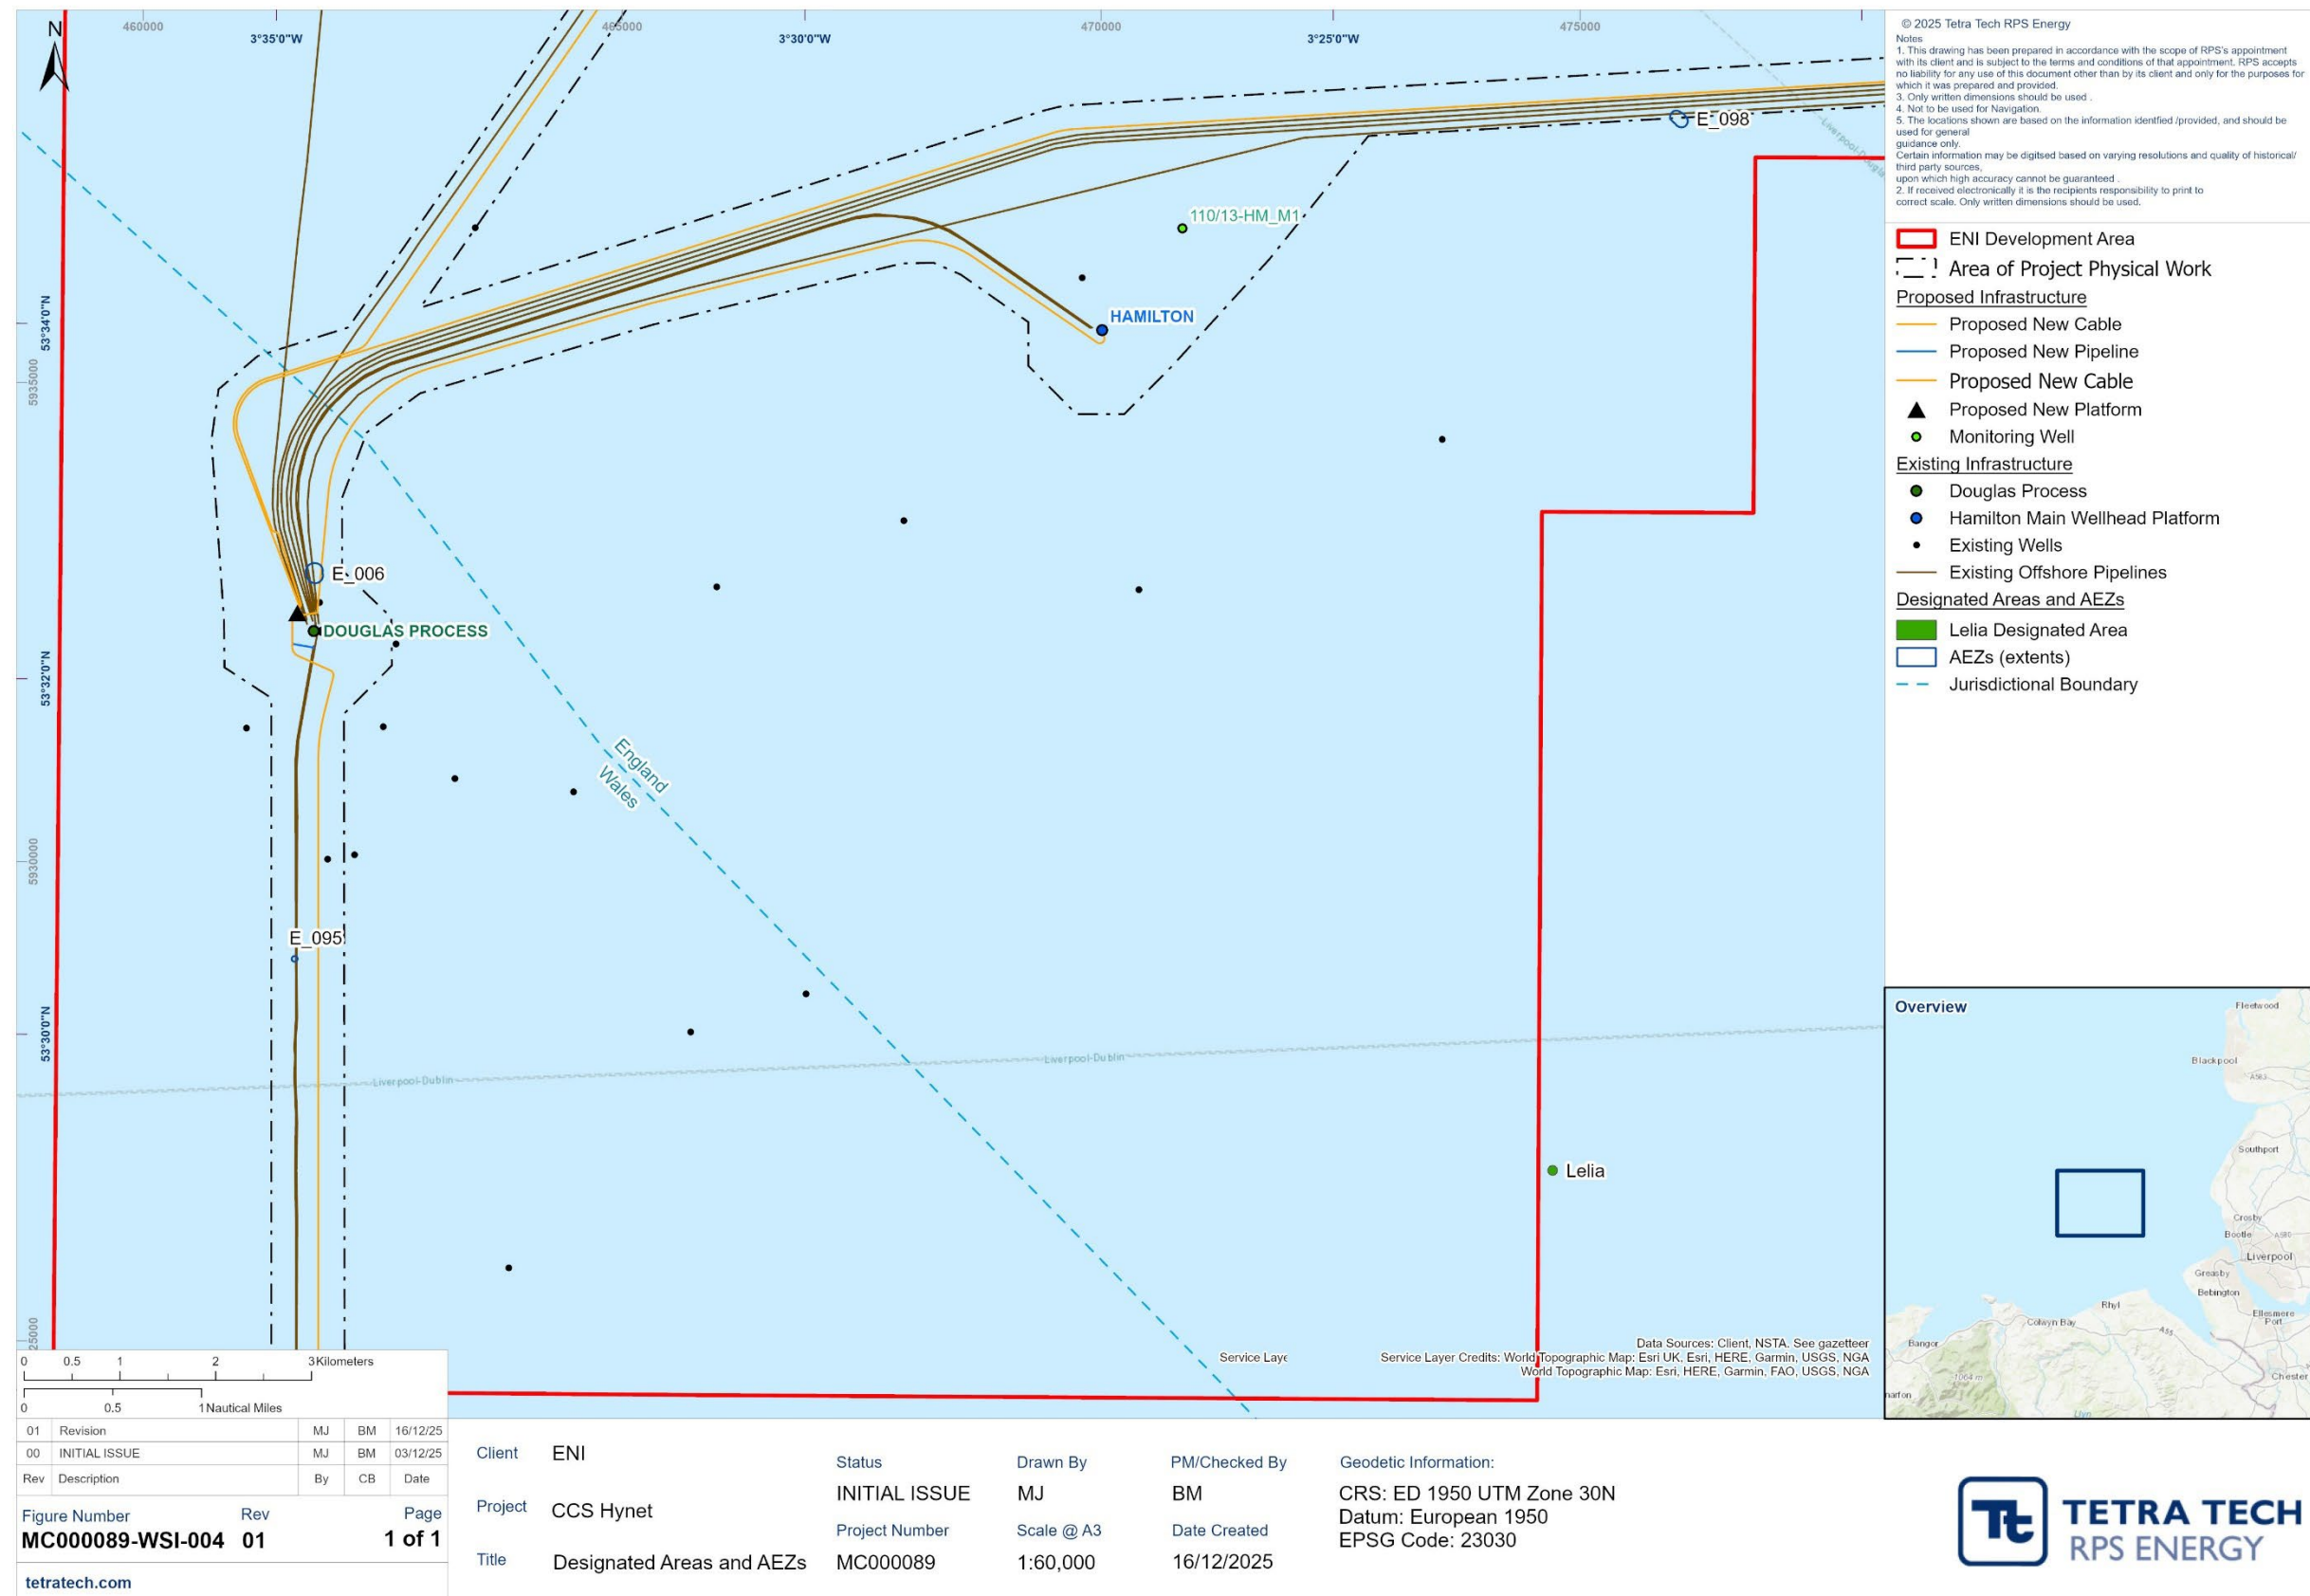 N
460000
465000
470000
475000
3°35'0"W
3°30'0"W
3°25'0"W
E_098
Liverpool-Dougla
110/13-HM_M1
53°34'0"N
HAMILTON
5935000
E_006
DOUGLAS PROCESS
53°32'0"N
England
Wales
5930000
E_095
53°30'0"N
Liverpool-Dublin
Liverpool-Dublin
Lelia
25000
0 0.5 1 2 3 Kilometers
0 0.5 1 Nautical Miles
Data Sources: Client, NSTA. See gazetteer
Service Laye
Service Layer Credits: World Topographic Map: Esri UK, Esri, HERE, Garmin, USGS, NGA
World Topographic Map: Esri, HERE, Garmin, FAO, USGS, NGA
© 2025 Tetra Tech RPS Energy
Notes
1. This drawing has been prepared in accordance with the scope of RPS's appointment
with its client and is subject to the terms and conditions of that appointment. RPS accepts
no liability for any use of this document other than by its client and only for the purposes for
which it was prepared and provided.
3. Only written dimensions should be used .
4. Not to be used for Navigation.
5. The locations shown are based on the information identfied /provided, and should be
used for general
guidance only.
Certain information may be digitsed based on varying resolutions and quality of historical/
third party sources,
upon which high accuracy cannot be guaranteed .
2. If received electronically it is the recipients responsibility to print to
correct scale. Only written dimensions should be used.
ENI Development Area
Area of Project Physical Work
Proposed Infrastructure
Proposed New Cable
Proposed New Pipeline
Proposed New Cable
Proposed New Platform
Monitoring Well
Existing Infrastructure
Douglas Process
Hamilton Main Wellhead Platform
Existing Wells
Existing Offshore Pipelines
Designated Areas and AEZs
Lelia Designated Area
AEZs (extents)
Jurisdictional Boundary
Overview
Fleetwood
Blackpool
A583
Southport
Crosby
Bootle
A580
Liverpool
Greasby
Bebington
Ellesmere
Port
Rhyl
Colwyn Bay
A55
Bangor
Chester
1064 m
narfon
Llyn
01 Revision MJ BM 16/12/25
00 INITIAL ISSUE MJ BM 03/12/25
Rev Description By CB Date
Figure Number Rev Page
MC000089-WSI-004 01 1 of 1
tetratech.com
Client ENI
Project CCS Hynet
Title Designated Areas and AEZs
Status Drawn By PM/Checked By
INITIAL ISSUE MJ BM
Project Number Scale @ A3 Date Created
MC000089 1:60,000 16/12/2025
Geodetic Information:
CRS: ED 1950 UTM Zone 30N
Datum: European 1950
EPSG Code: 23030
Tt
TETRA TECH
RPS ENERGY